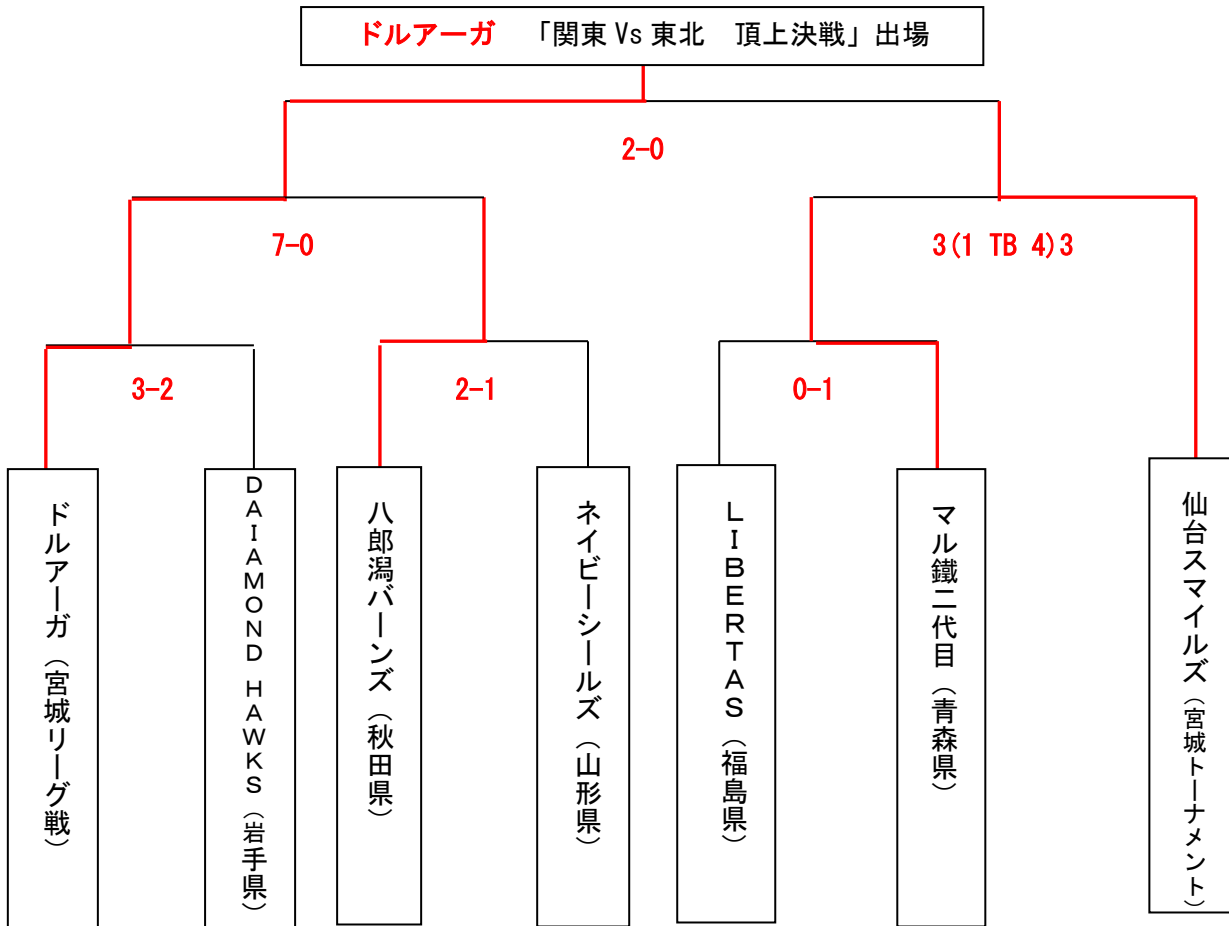 ドルアーガ 「関東 Vs 東北 頂上決戦」出場
2-0
7-0
3(1 TB 4)3
3-2
2-1
0-1
ドルアーガ（宮城リーグ戦）
ＤＡＩＡＭＯＮＤ ＨＡＷＫＳ（岩手県）
八郎潟バーンズ（秋田県）
ネイビーシールズ（山形県）
ＬＩＢＥＲＴＡＳ（福島県）
マル鐵二代目（青森県）
仙台スマイルズ（宮城トーナメント）